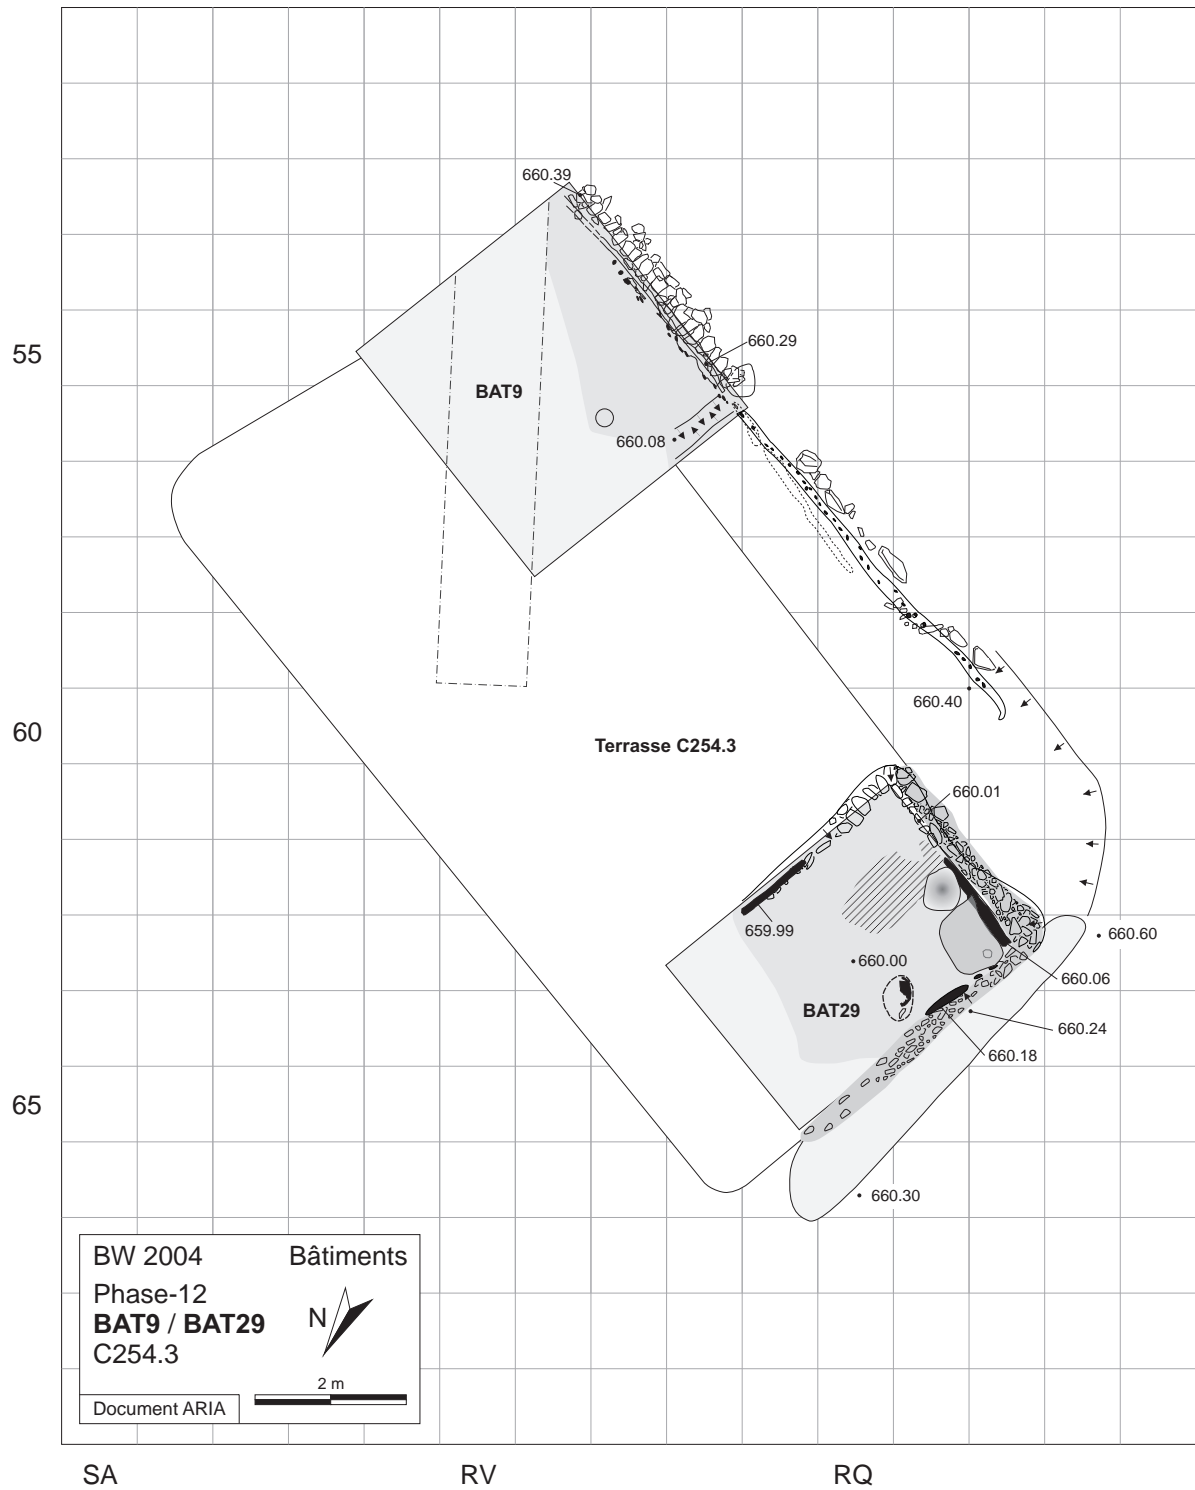 660.39
660.29
55
BAT9
660.08
660.40
60
Terrasse C254.3
660.01
659.99
660.60
660.00
660.06
BAT29
660.24
660.18
65
660.30
BW 2004 Bâtiments
Phase-12
BAT9 / BAT29
N
C254.3
2 m
Document ARIA
SA RV RQ